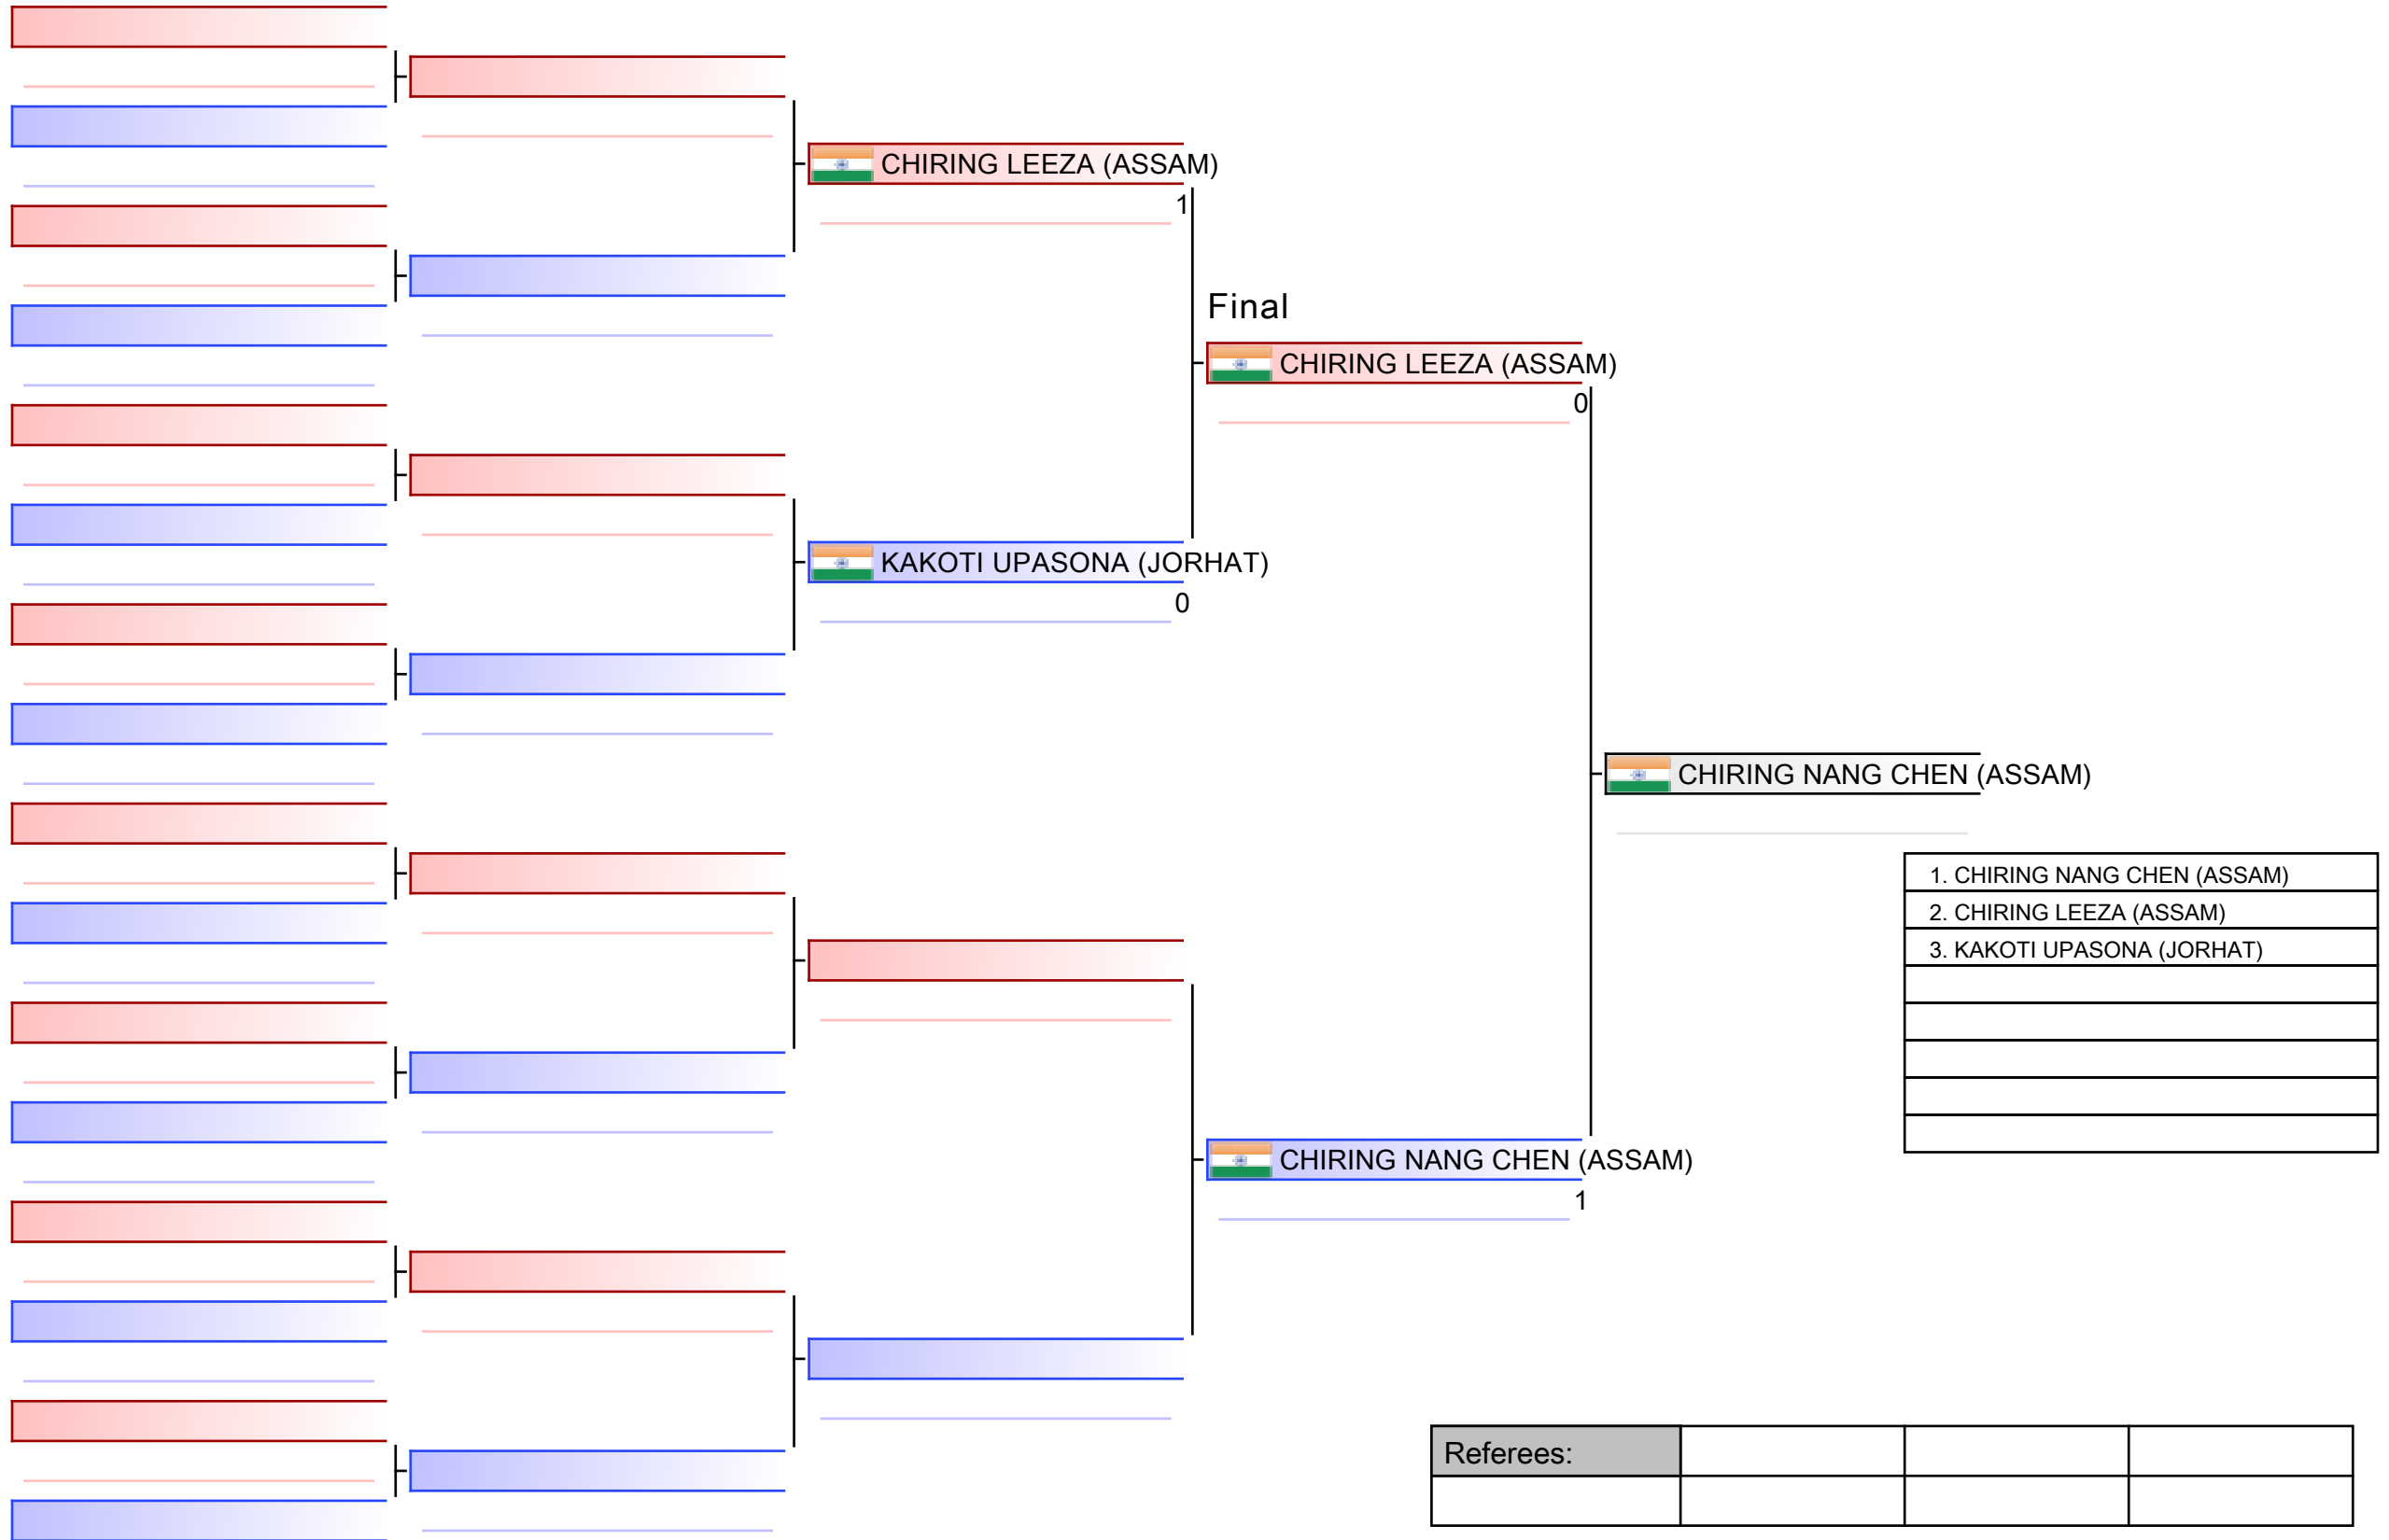 CHIRING LEEZA (ASSAM)
1
Final
CHIRING LEEZA (ASSAM)
0
KAKOTI UPASONA (JORHAT)
0
CHIRING NANG CHEN (ASSAM)
1. CHIRING NANG CHEN (ASSAM)
2. CHIRING LEEZA (ASSAM)
3. KAKOTI UPASONA (JORHAT)
CHIRING NANG CHEN (ASSAM)
1
Referees: